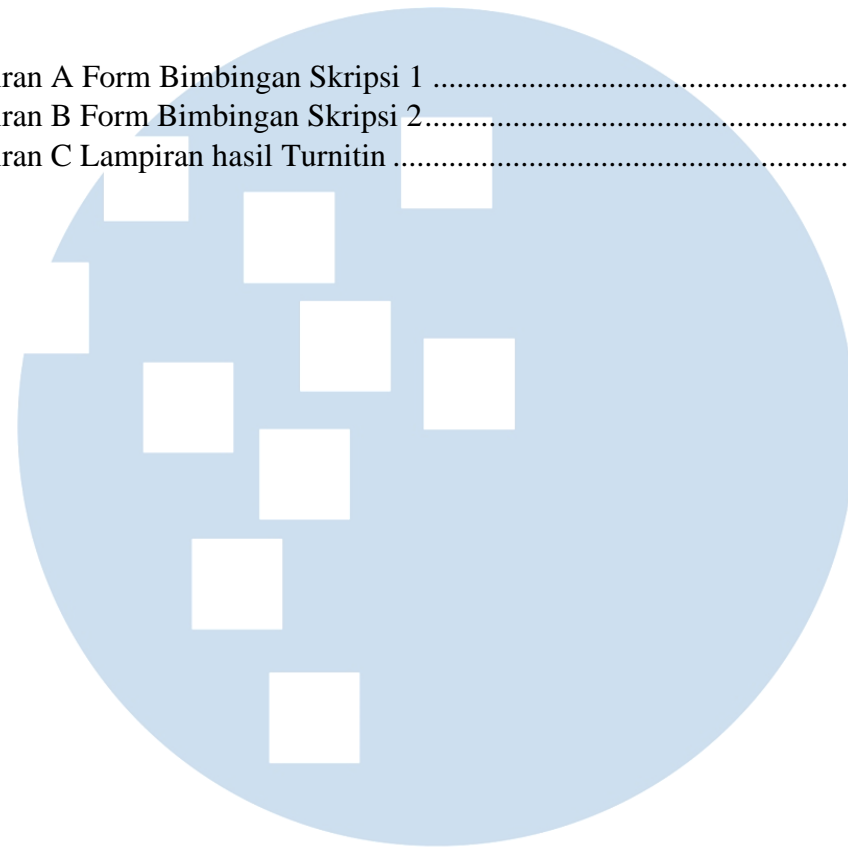 iran A Form Bimbingan Skripsi 1 ....................................................
iran B Form Bimbingan Skripsi 2.....................................................
iran C Lampiran hasil Turnitin .........................................................